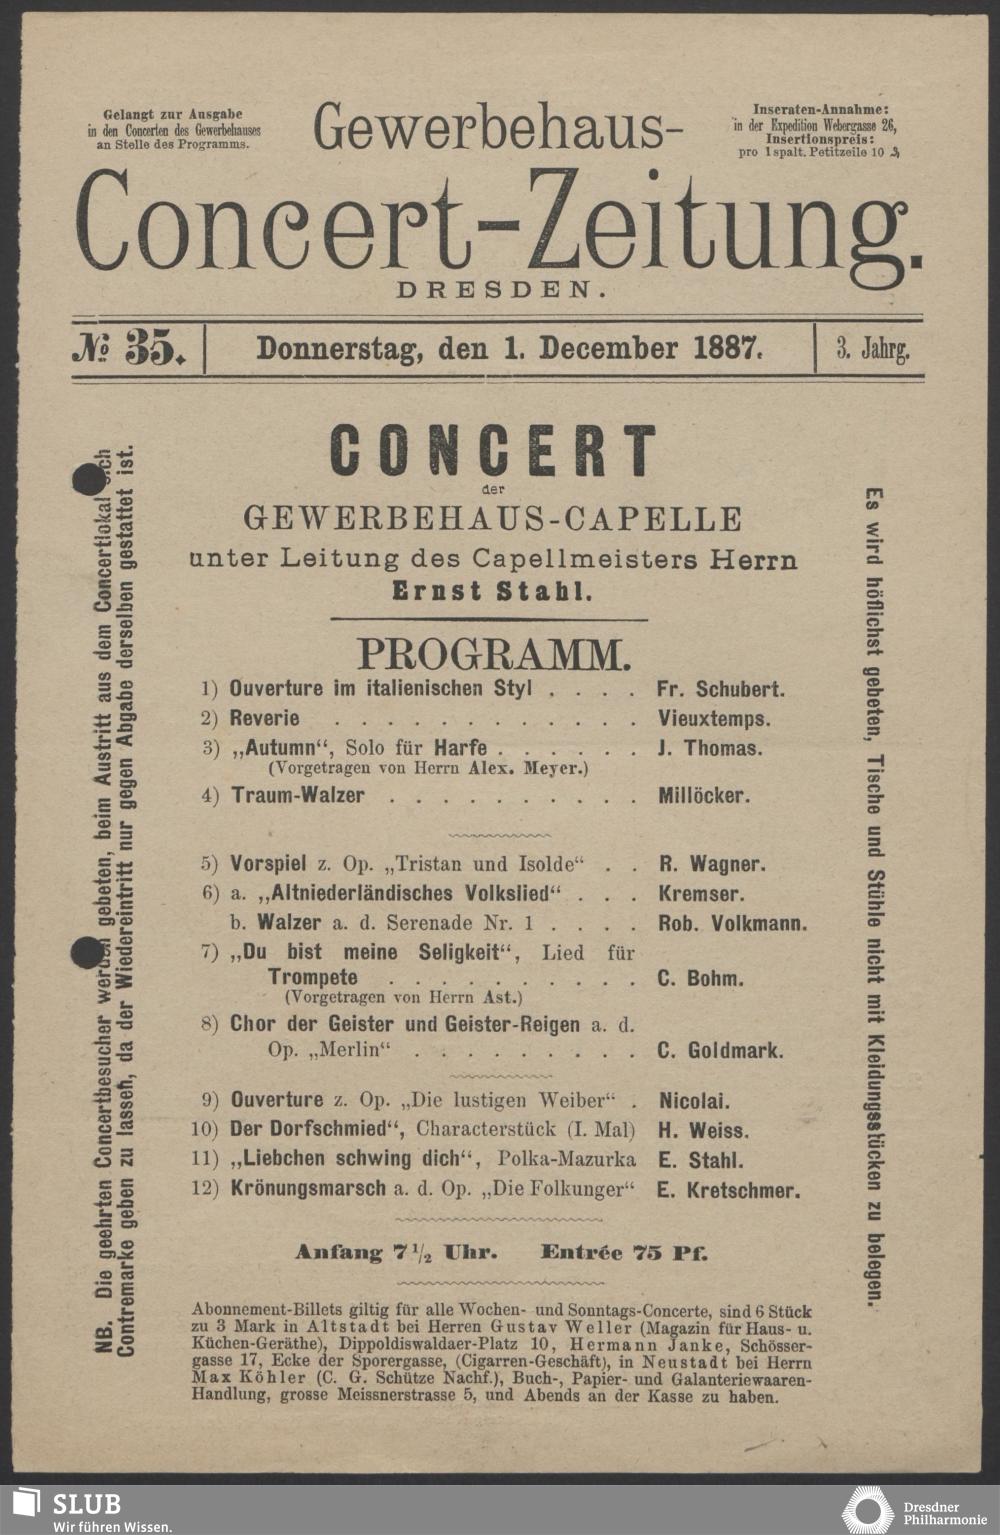 Gelangt zur Ausgabe
in den Concerten des Gewerbehauses
an Stelle des Programms.
Gewerbehaus-
Inseraten-Annahme:
in der Expedition Webergasse 26,
Insertionspreis:
pro 1 spalt. Petitzeile 10 ₰
Concert-Zeitung.
DRESDEN.
№ 35.
Donnerstag, den 1. December 1887.
3. Jahrg.
CONCERT
der
GEWERBEHAUS-CAPELLE
unter Leitung des Capellmeisters Herrn
Ernst Stahl.
PROGRAMM.
1) Ouverture im italienischen Styl . . . . Fr. Schubert.
2) Reverie . . . . . . . . . . . . Vieuxtemps.
3) „Autumn“, Solo für Harfe . . . . . . J. Thomas.
(Vorgetragen von Herrn Alex. Meyer.)
4) Traum-Walzer . . . . . . . . . . Millöcker.
5) Vorspiel z. Op. „Tristan und Isolde“ . . R. Wagner.
6) a. „Altniederländisches Volkslied“ . . . Kremser.
b. Walzer a. d. Serenade Nr. 1 . . . . Rob. Volkmann.
7) „Du bist meine Seligkeit“, Lied für
Trompete . . . . . . . . . . C. Bohm.
(Vorgetragen von Herrn Ast.)
8) Chor der Geister und Geister-Reigen a. d.
Op. „Merlin“ . . . . . . . . . C. Goldmark.
9) Ouverture z. Op. „Die lustigen Weiber“ . Nicolai.
10) Der Dorfschmied“, Characterstück (I. Mal) H. Weiss.
11) „Liebchen schwing dich“, Polka-Mazurka E. Stahl.
12) Krönungsmarsch a. d. Op. „Die Folkunger“ E. Kretschmer.
Anfang 7 1/2 Uhr. Entrée 75 Pf.
Abonnement-Billets giltig für alle Wochen- und Sonntags-Concerte, sind 6 Stück
zu 3 Mark in Altstadt bei Herren Gustav Weller (Magazin für Haus- u.
Küchen-Geräthe), Dippoldiswaldaer-Platz 10, Hermann Janke, Schösser-
gasse 17, Ecke der Sporergasse, (Cigarren-Geschäft), in Neustadt bei Herrn
Max Köhler (C. G. Schütze Nachf.), Buch-, Papier- und Galanteriewaaren-
Handlung, grosse Meissnerstrasse 5, und Abends an der Kasse zu haben.
NB. Die geehrten Concertbesucher werden gebeten, beim Austritt aus dem Concertlokal sich
Contremarke geben zu lassen, da der Wiedereintritt nur gegen Abgabe derselben gestattet ist.
Es wird höflichst gebeten, Tische und Stühle nicht mit Kleidungsstücken zu belegen.
SLUB
Wir führen Wissen.
Dresdner
Philharmonie